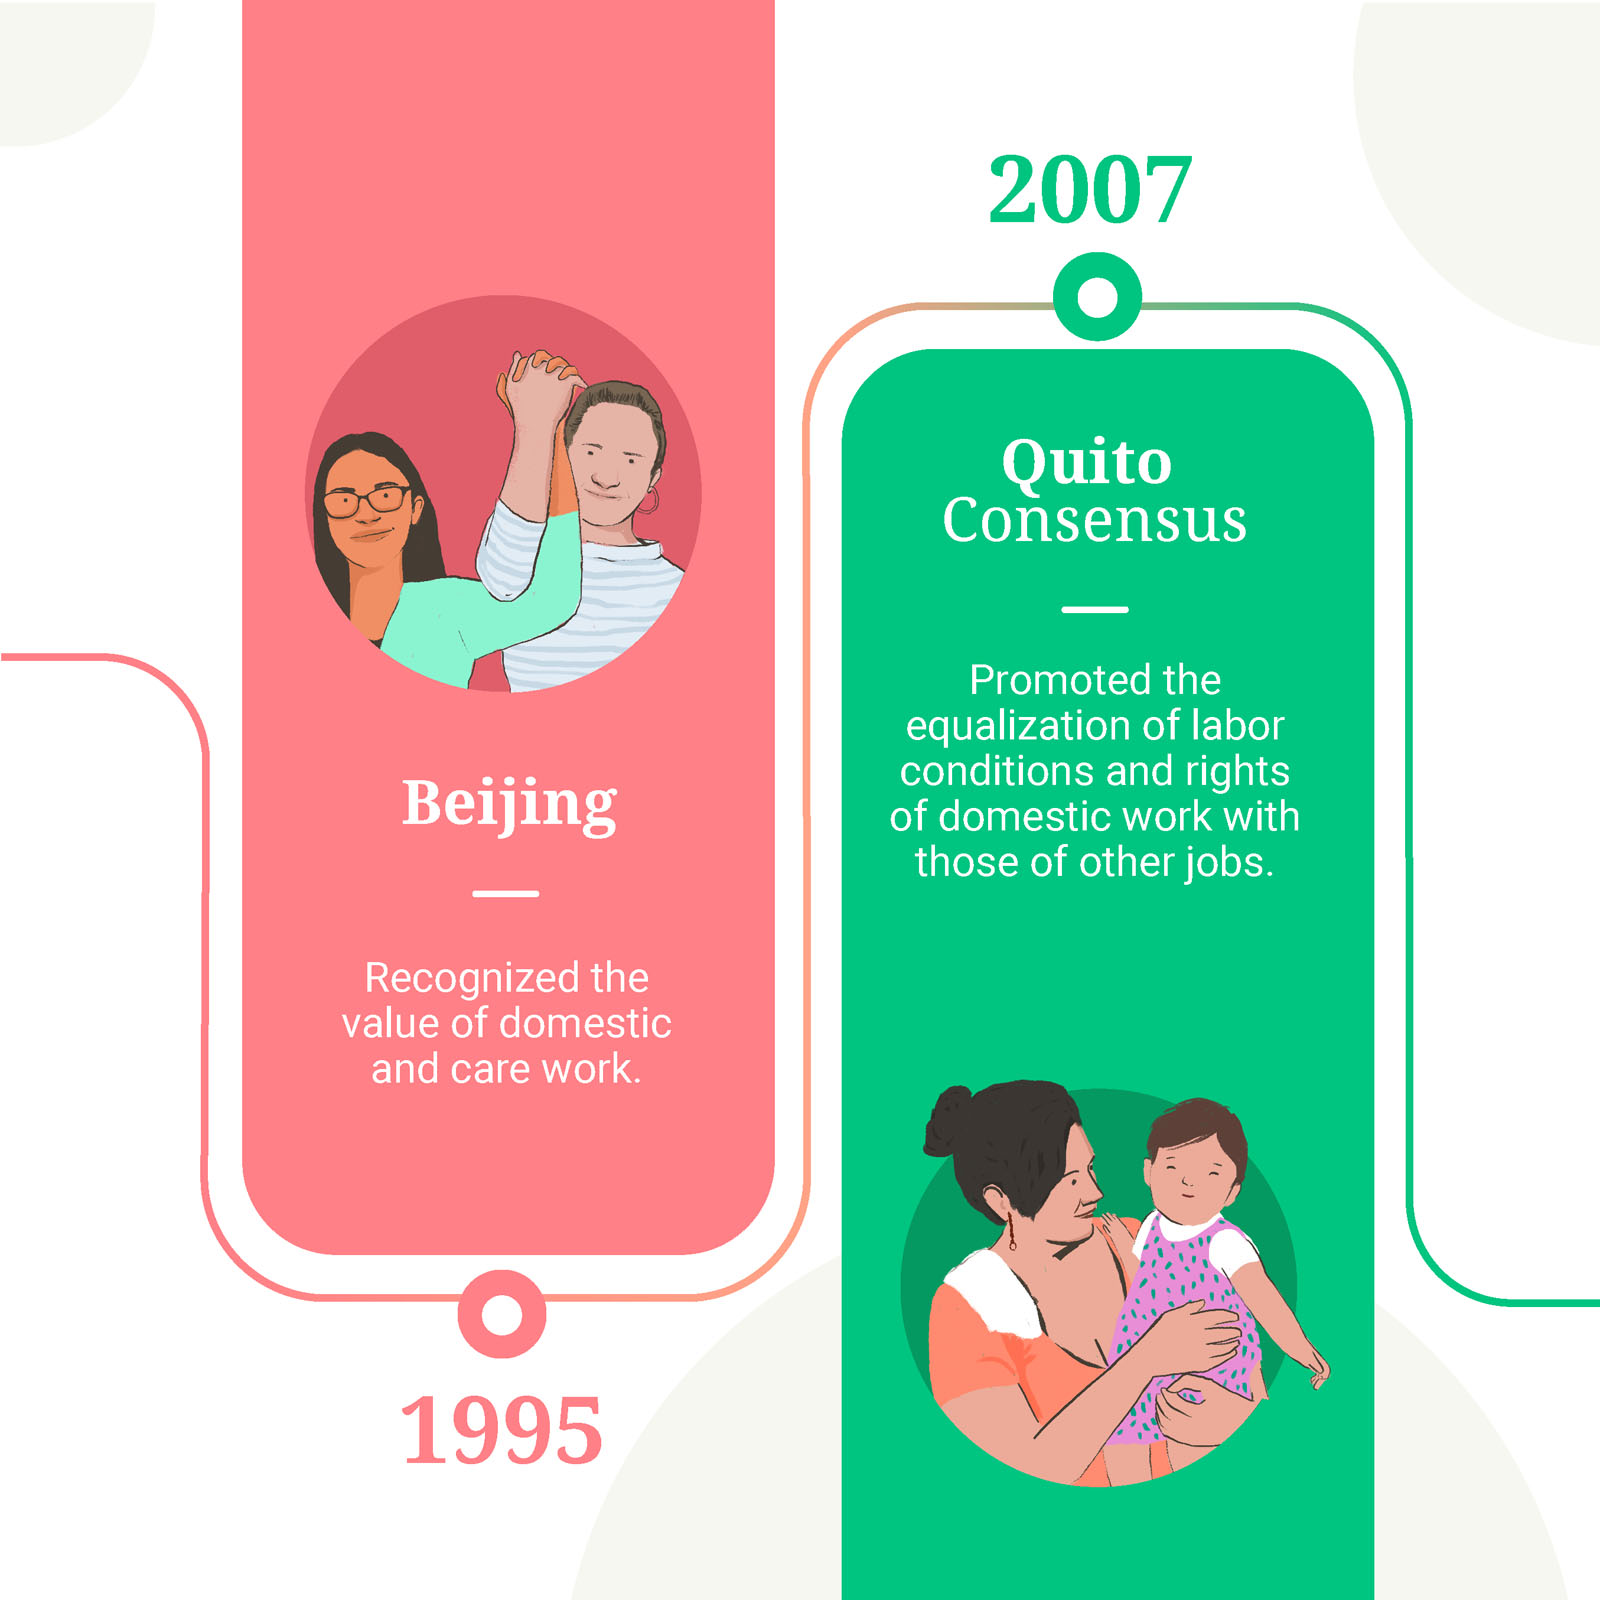 Beijing
Recognized the
value of domestic
and care work.
1995
2007
Quito
Consensus
Promoted the
equalization of labor
conditions and rights
of domestic work with
those of other jobs.